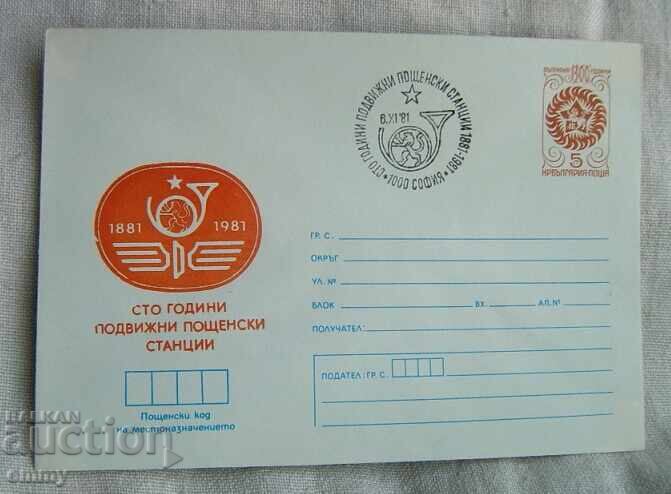 СТО ГОДИНИ ПОДВИЖНИ ПОЩЕНСКИ СТАНЦИИ 1881-1981
6.XI'81
1000 СОФИЯ
БЪЛГАРИЯ 1300 ГОДИНИ
5
НР БЪЛГАРИЯ·ПОЩА
1881 1981
СТО ГОДИНИ
ПОДВИЖНИ ПОЩЕНСКИ
СТАНЦИИ
Пощенски код
на местоназначението
ГР. С.
ОКРЪГ
УЛ. №
БЛОК ВХ. АП. №
ПОЛУЧАТЕЛ:
ПОДАТЕЛ: ГР. С.
BALKAN
auction